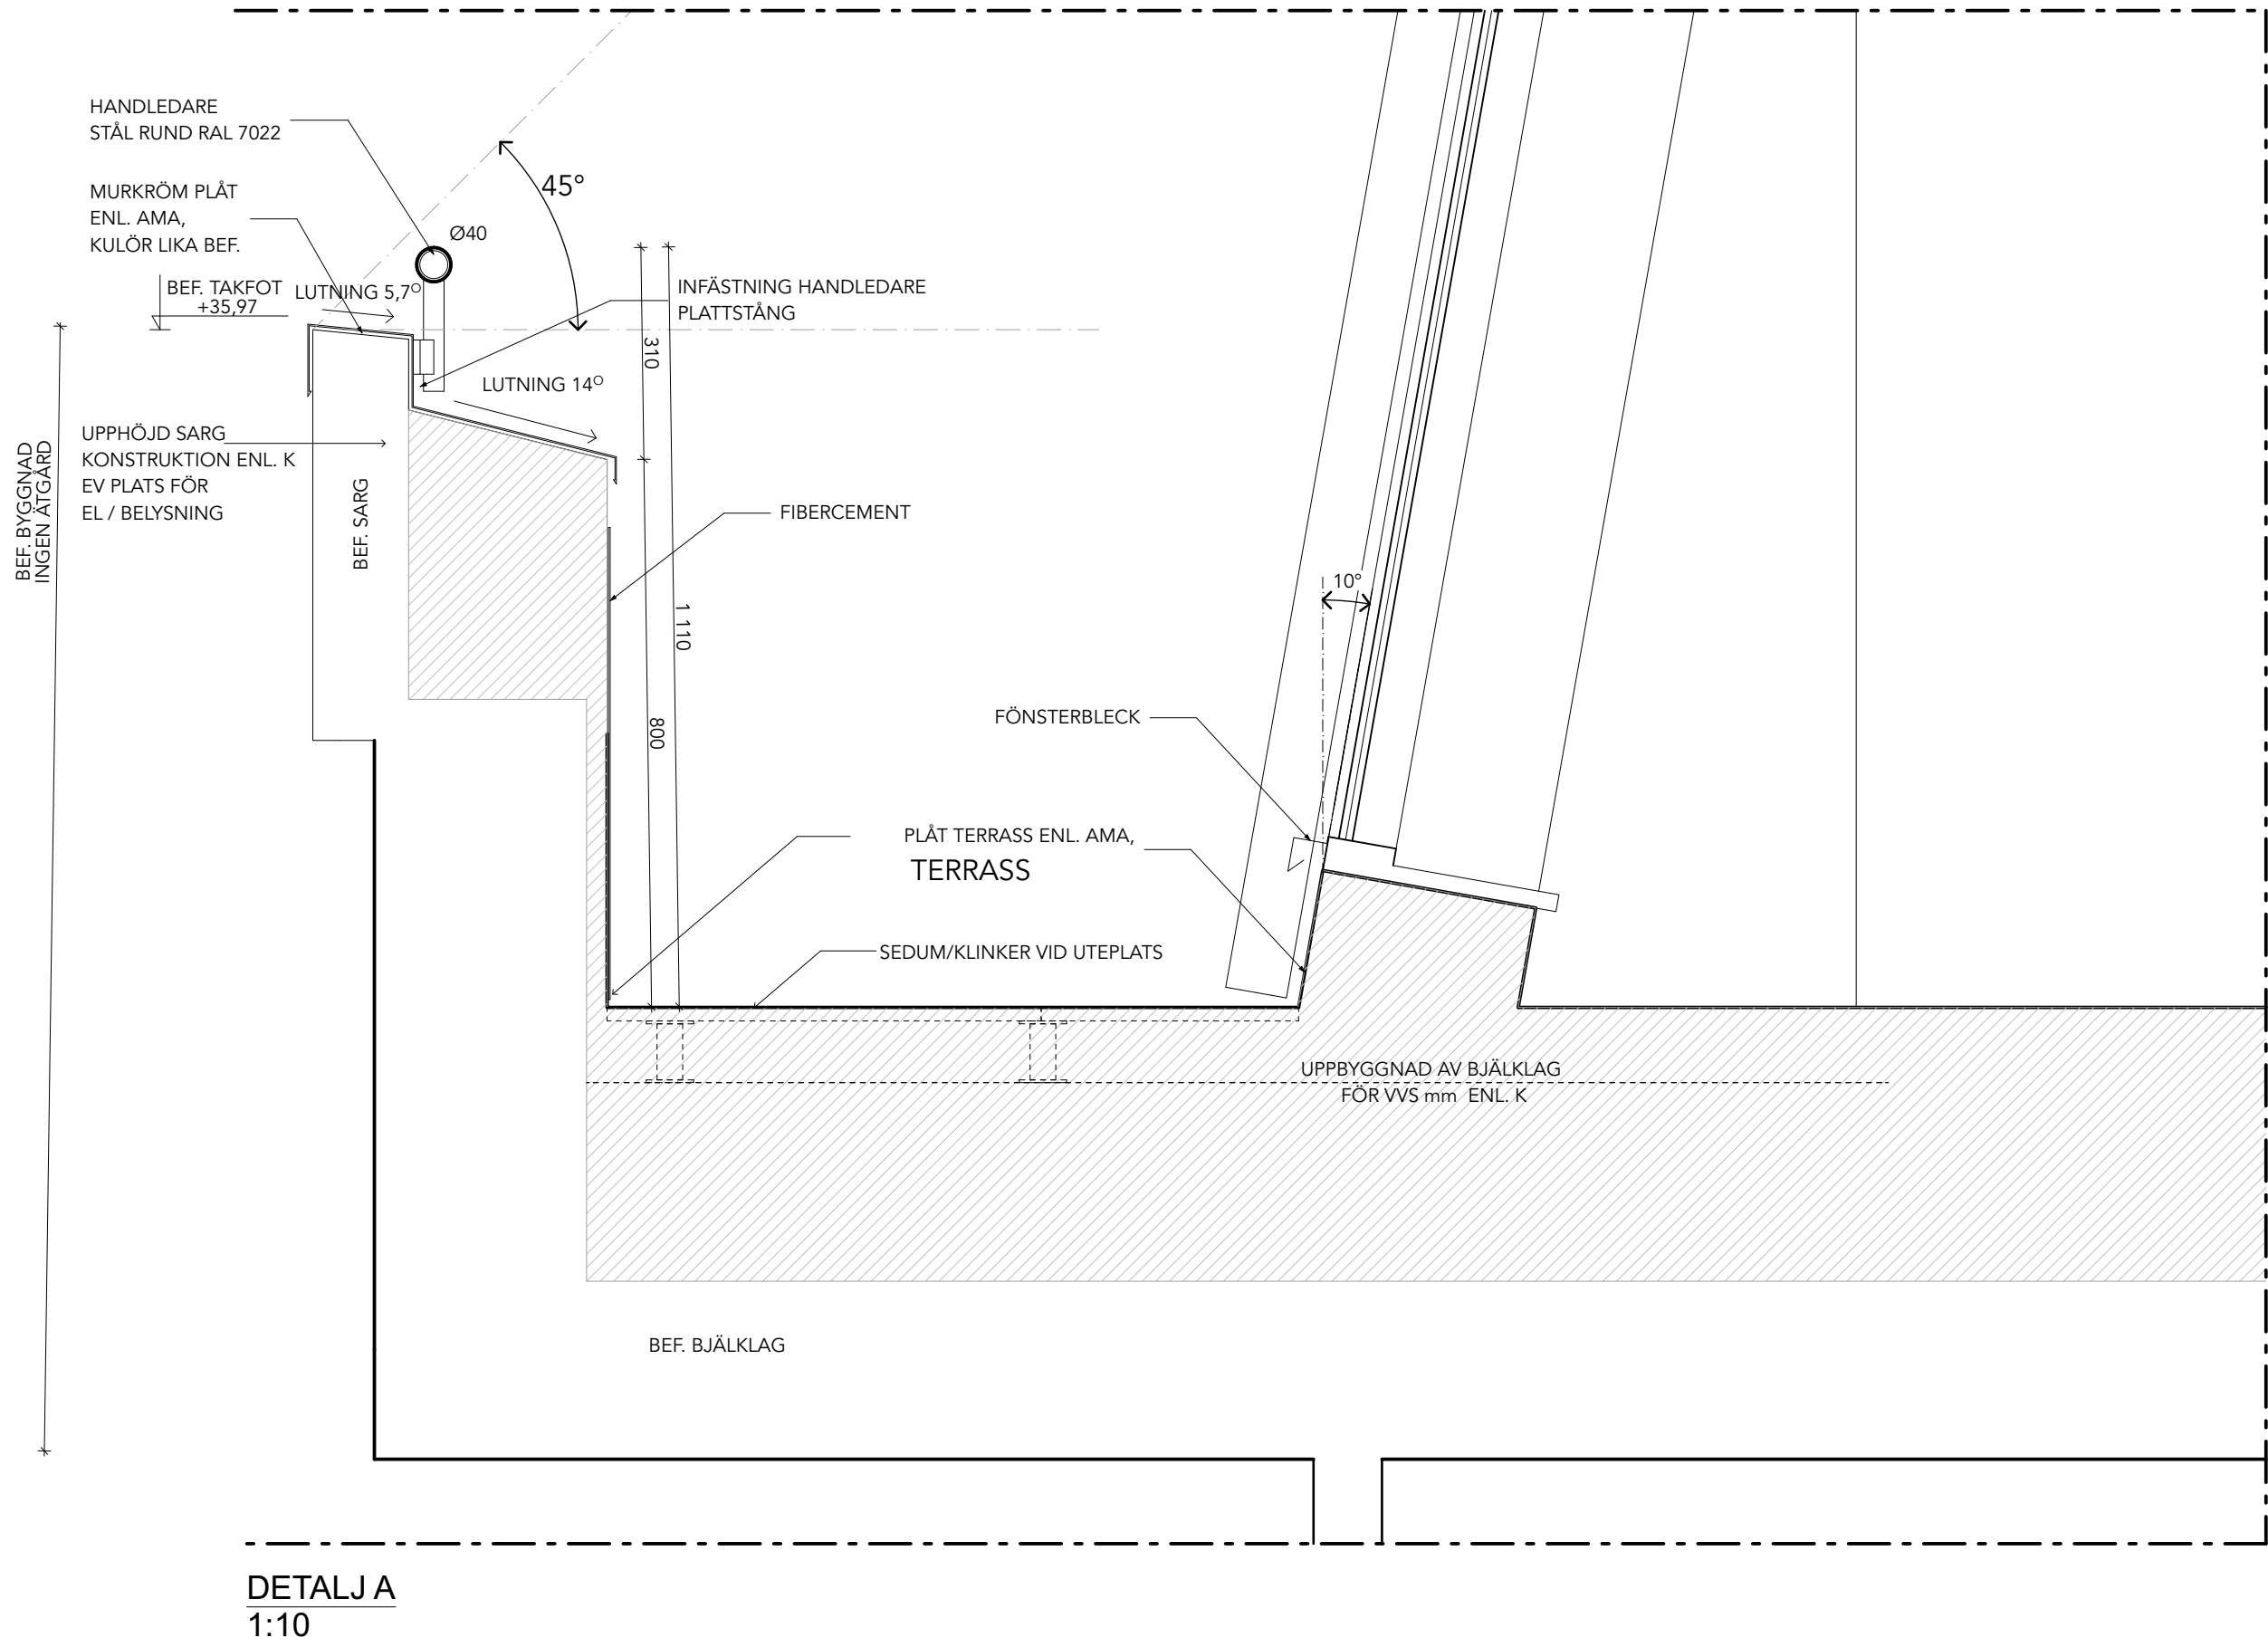 HANDLEDARE
STÅL RUND RAL 7022
MURKRÖM PLÅT
ENL. AMA,
KULÖR LIKA BEF.
BEF. TAKFOT
+35,97
LUTNING 5,7°
45°
Ø40
INFÄSTNING HANDLEDARE
PLATTSTÅNG
310
LUTNING 14°
UPPHÖJD SARG
KONSTRUKTION ENL. K
EV PLATS FÖR
EL / BELYSNING
BEF. BYGGNAD
INGEN ÄTGÅRD
BEF. SARG
FIBERCEMENT
10°
1 110
800
FÖNSTERBLECK
PLÅT TERRASS ENL. AMA,
TERRASS
SEDUM/KLINKER VID UTEPLATS
UPPBYGGNAD AV BJÄLKLAG
FÖR VVS mm ENL. K
BEF. BJÄLKLAG
DETALJ A
1:10